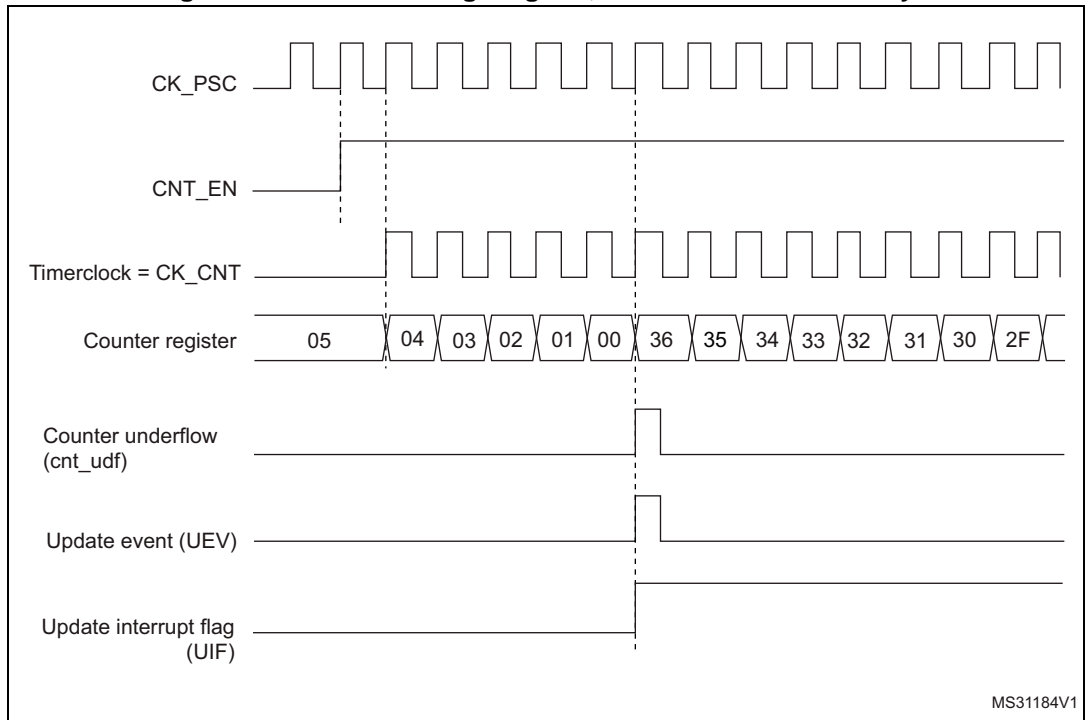 CK_PSC
CNT_EN
Timerclock = CK_CNT
Counter register 05 04 03 02 01 00 36 35 34 33 32 31 30 2F
Counter underflow
(cnt_udf)
Update event (UEV)
Update interrupt flag
(UIF)
MS31184V1